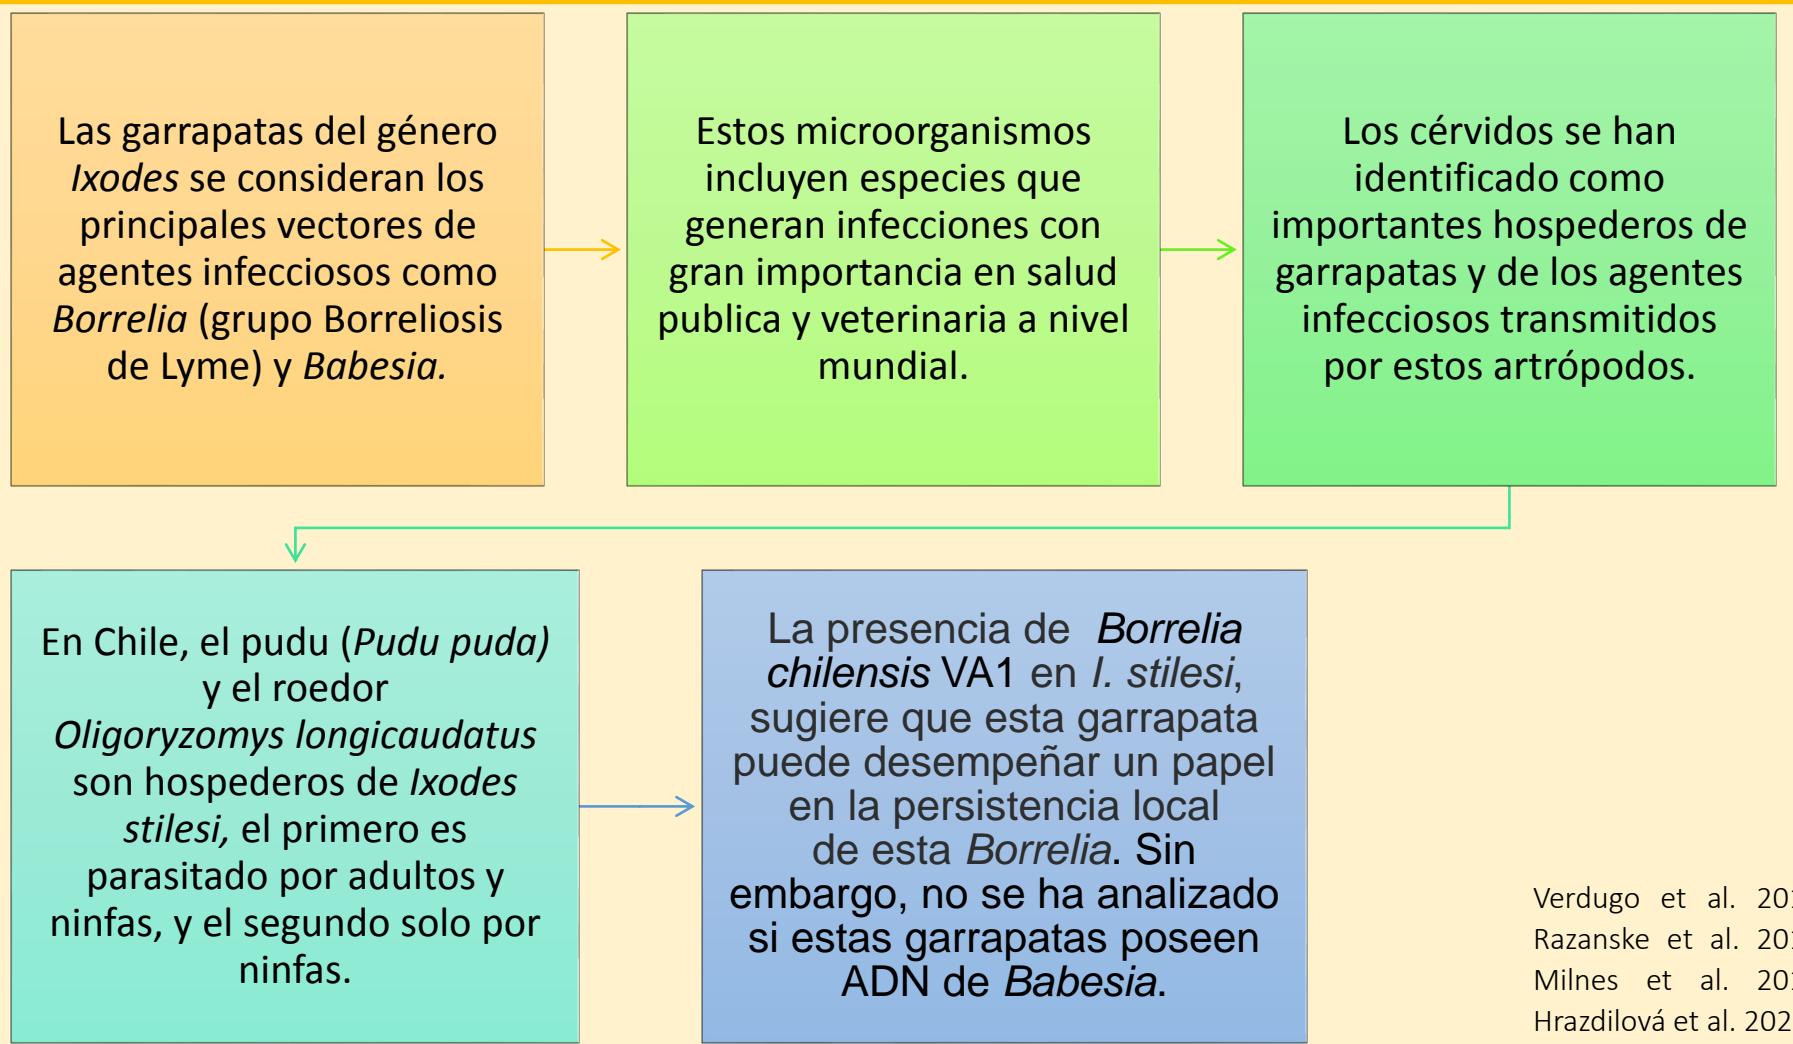 Las garrapatas del género
Ixodes se consideran los
principales vectores de
agentes infecciosos como
Borrelia (grupo Borreliosis
de Lyme) y Babesia.
Estos microorganismos
incluyen especies que
generan infecciones con
gran importancia en salud
publica y veterinaria a nivel
mundial.
Los cérvidos se han
identificado como
importantes hospederos de
garrapatas y de los agentes
infecciosos transmitidos
por estos artrópodos.
En Chile, el pudu (Pudu puda)
y el roedor
Oligoryzomys longicaudatus
son hospederos de Ixodes
stilesi, el primero es
parasitado por adultos y
ninfas, y el segundo solo por
ninfas.
La presencia de Borrelia
chilensis VA1 en I. stilesi,
sugiere que esta garrapata
puede desempeñar un papel
en la persistencia local
de esta Borrelia. Sin
embargo, no se ha analizado
si estas garrapatas poseen
ADN de Babesia.
Verdugo et al.
Razanske et al.
Milnes et al.
Hrazdilová et al.